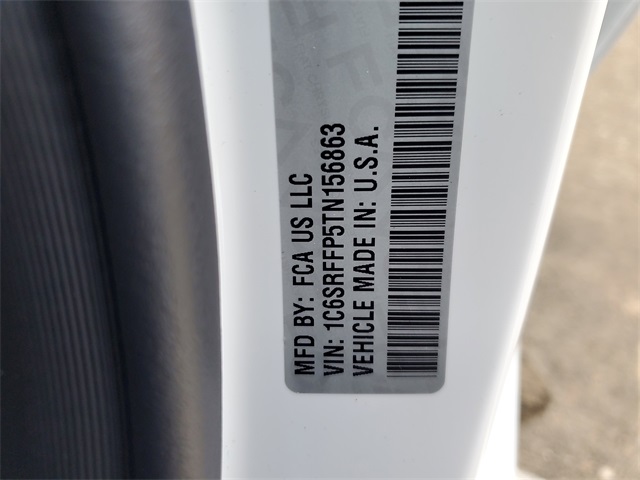 MFD BY: FCA US LLC
VIN: 1C6SRFFP5TN156863
VEHICLE MADE IN: U.S.A.